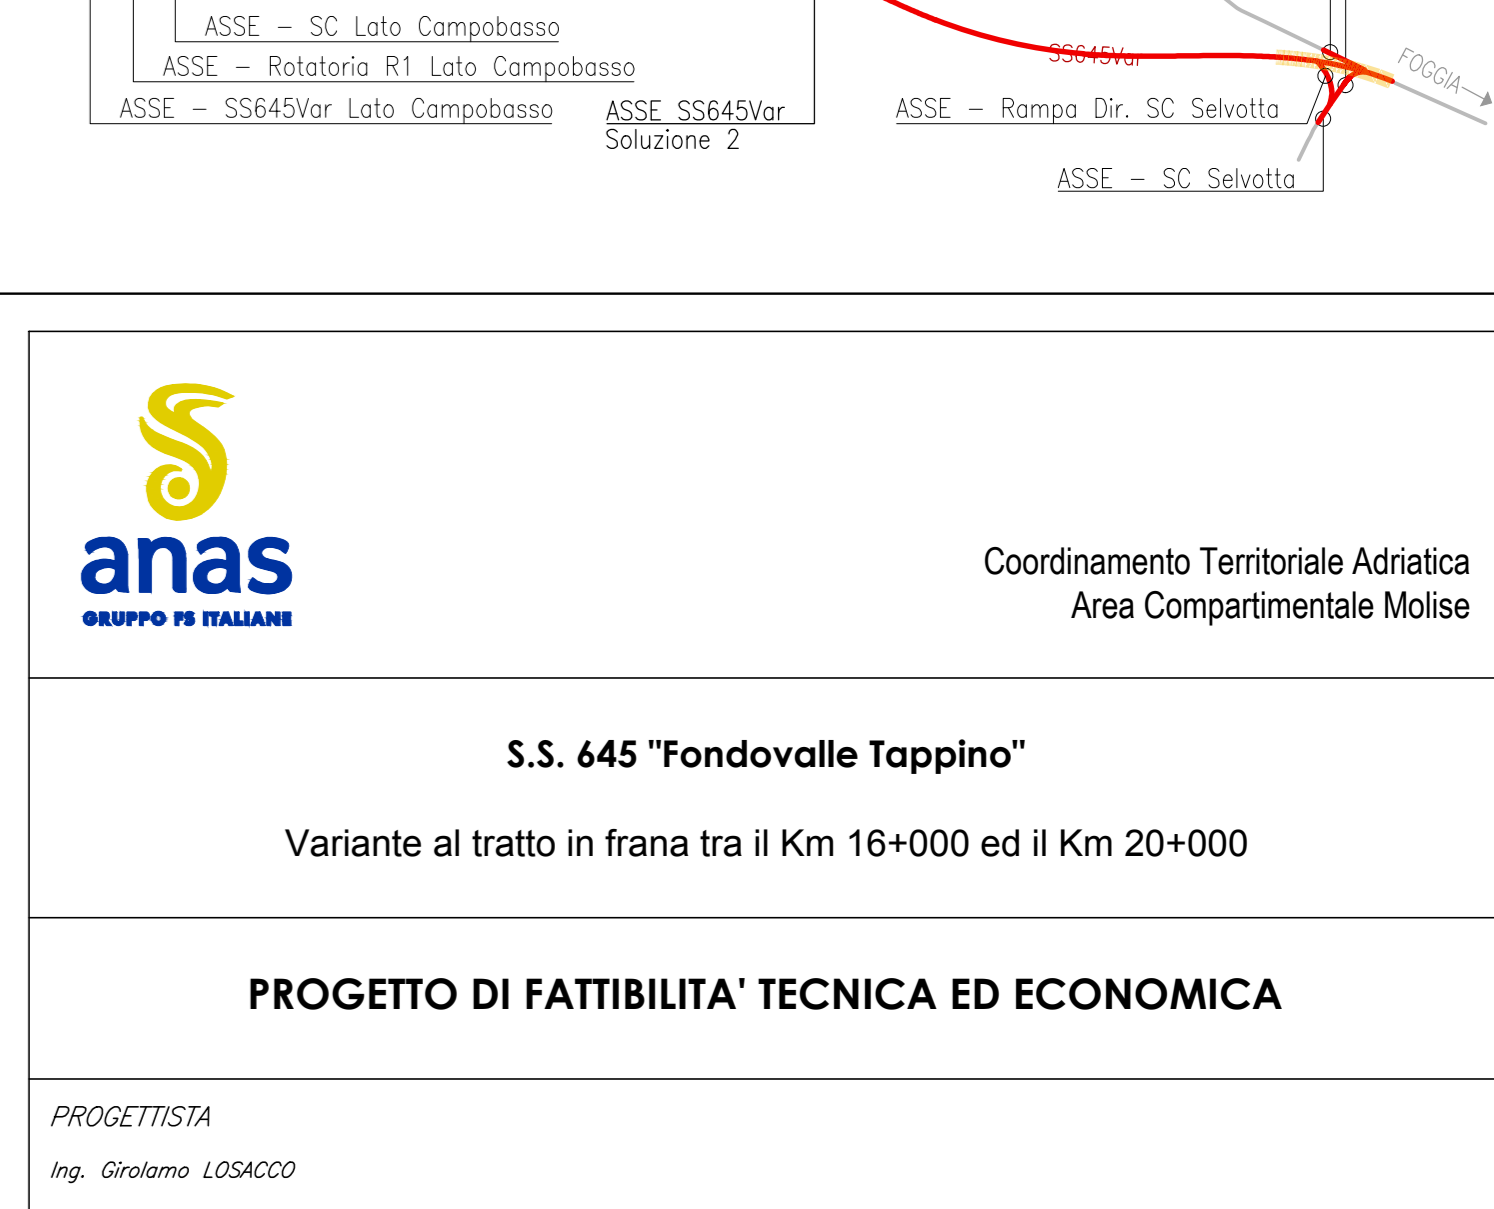 ASSE - SC Lato Campobasso
ASSE - Rotatoria R1 Lato Campobasso
ASSE - SS645Var Lato Campobasso
ASSE SS645Var
Soluzione 2
SS645Var
FOGGIA
ASSE - Rampa Dir. SC Selvotta
ASSE - SC Selvotta
anas
GRUPPO FS ITALIANE
Coordinamento Territoriale Adriatica
Area Compartimentale Molise
S.S. 645 "Fondovalle Tappino"
Variante al tratto in frana tra il Km 16+000 ed il Km 20+000
PROGETTO DI FATTIBILITA' TECNICA ED ECONOMICA
PROGETTISTA
Ing. Girolamo LOSACCO